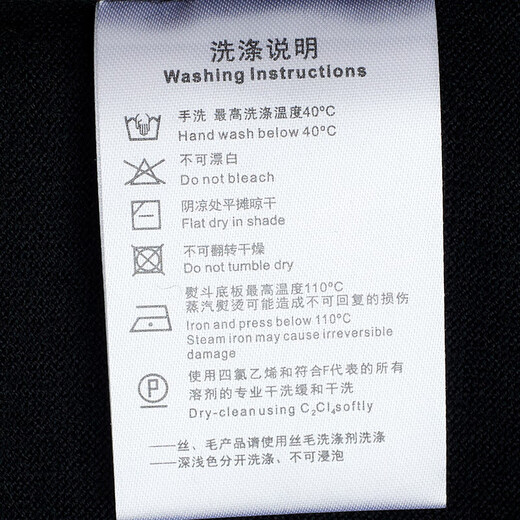 洗涤说明
Washing Instructions
手洗 最高洗涤温度40ºC
Hand wash below 40ºC
不可漂白
Do not bleach
阴凉处平摊晾干
Flat dry in shade
不可翻转干燥
Do not tumble dry
熨斗底板最高温度110ºC
蒸汽熨烫可能造成不可回复的损伤
Iron and press below 110ºC
Steam iron may cause irreversible
damage
P
使用四氯乙烯和符合F代表的所有
溶剂的专业干洗缓和干洗
Dry-clean using C₂Cl₄softly
——丝、毛产品请使用丝毛洗涤剂洗涤
——深浅色分开洗涤、不可浸泡